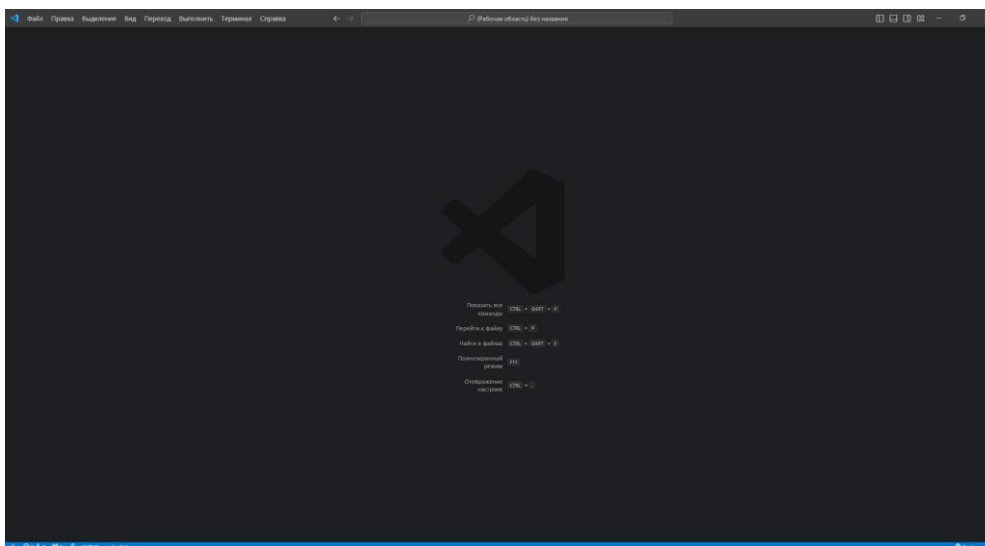 Файл Правка Выделение Вид Переход Выполнить Терминал Справка
(Рабочая область) без названия
Показать все
команды CTRL + SHIFT + P
Перейти к файлу CTRL + P
Найти в файлах CTRL + SHIFT + F
Полноэкранный
режим F11
Отображение
настроек CTRL + ,